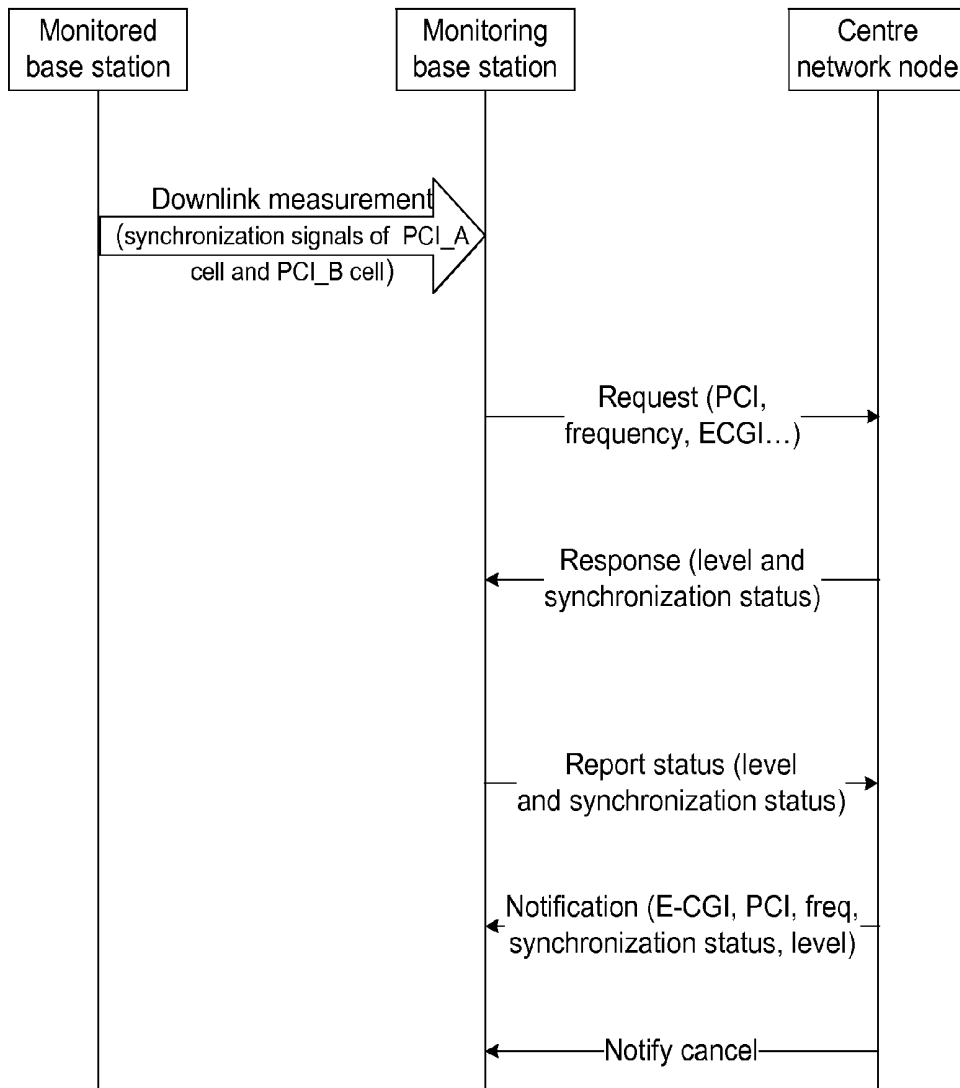 Monitored
base station
Monitoring
base station
Centre
network node
Downlink measurement
(synchronization signals of PCI_A
cell and PCI_B cell)
Request (PCI,
frequency, ECGI...)
Response (level and
synchronization status)
Report status (level
and synchronization status)
Notification (E-CGI, PCI, freq,
synchronization status, level)
Notify cancel